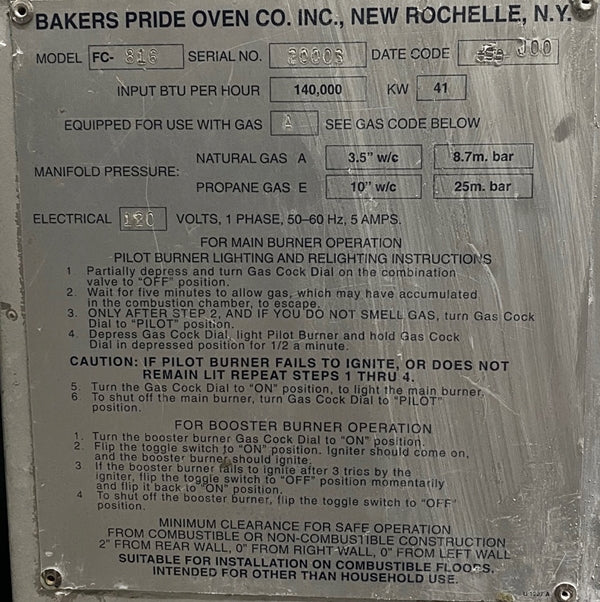 BAKERS PRIDE OVEN CO. INC., NEW ROCHELLE, N.Y.
MODEL FC- 816 SERIAL NO. 20003 DATE CODE J00
INPUT BTU PER HOUR 140,000 KW 41
EQUIPPED FOR USE WITH GAS A SEE GAS CODE BELOW
MANIFOLD PRESSURE:
NATURAL GAS A 3.5" w/c 8.7m. bar
PROPANE GAS E 10" w/c 25m. bar
ELECTRICAL 120 VOLTS, 1 PHASE, 50-60 Hz, 5 AMPS.
FOR MAIN BURNER OPERATION
PILOT BURNER LIGHTING AND RELIGHTING INSTRUCTIONS
1. Partially depress and turn Gas Cock Dial on the combination
valve to "OFF" position.
2. Wait for five minutes to allow gas, which may have accumulated
in the combustion chamber, to escape.
3. ONLY AFTER STEP 2, AND IF YOU DO NOT SMELL GAS, turn Gas Cock
Dial to "PILOT" position.
4. Depress Gas Cock Dial, light Pilot Burner and hold Gas Cock
Dial in depressed position for 1/2 a minute.
CAUTION: IF PILOT BURNER FAILS TO IGNITE, OR DOES NOT
REMAIN LIT REPEAT STEPS 1 THRU 4.
5. Turn the Gas Cock Dial to "ON" position, to light the main burner.
6. To shut off the main burner, turn Gas Cock Dial to "PILOT"
position.
FOR BOOSTER BURNER OPERATION
1. Turn the booster burner Gas Cock Dial to "ON" position.
2. Flip the toggle switch to "ON" position. Igniter should come on,
and the booster burner should ignite.
3 If the booster burner fails to ignite after 3 tries by the
igniter, flip the toggle switch to "OFF" position momentarily
and flip it back to "ON" position.
4 To shut off the booster burner, flip the toggle switch to "OFF"
position.
MINIMUM CLEARANCE FOR SAFE OPERATION
FROM COMBUSTIBLE OR NON-COMBUSTIBLE CONSTRUCTION
2" FROM REAR WALL, 0" FROM RIGHT WALL, 0" FROM LEFT WALL
SUITABLE FOR INSTALLATION ON COMBUSTIBLE FLOORS.
INTENDED FOR OTHER THAN HOUSEHOLD USE.